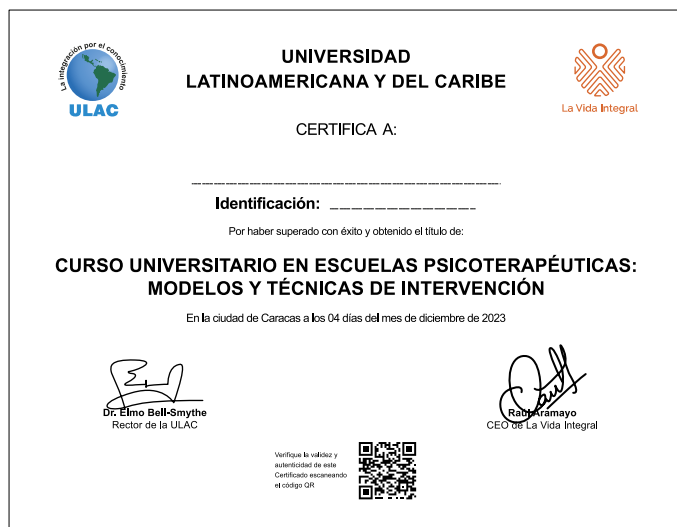 La integración por el conocimiento
ULAC
UNIVERSIDAD
LATINOAMERICANA Y DEL CARIBE
La Vida Integral
CERTIFICA A:
Identificación:
Por haber superado con éxito y obtenido el título de:
CURSO UNIVERSITARIO EN ESCUELAS PSICOTERAPÉUTICAS:
MODELOS Y TÉCNICAS DE INTERVENCIÓN
En la ciudad de Caracas a los 04 días del mes de diciembre de 2023
Dr. Elmo Bell-Smythe
Rector de la ULAC
Raúl Aramayo
CEO de La Vida Integral
Verifique la validez y
autenticidad de este
Certificado escaneando
el código QR